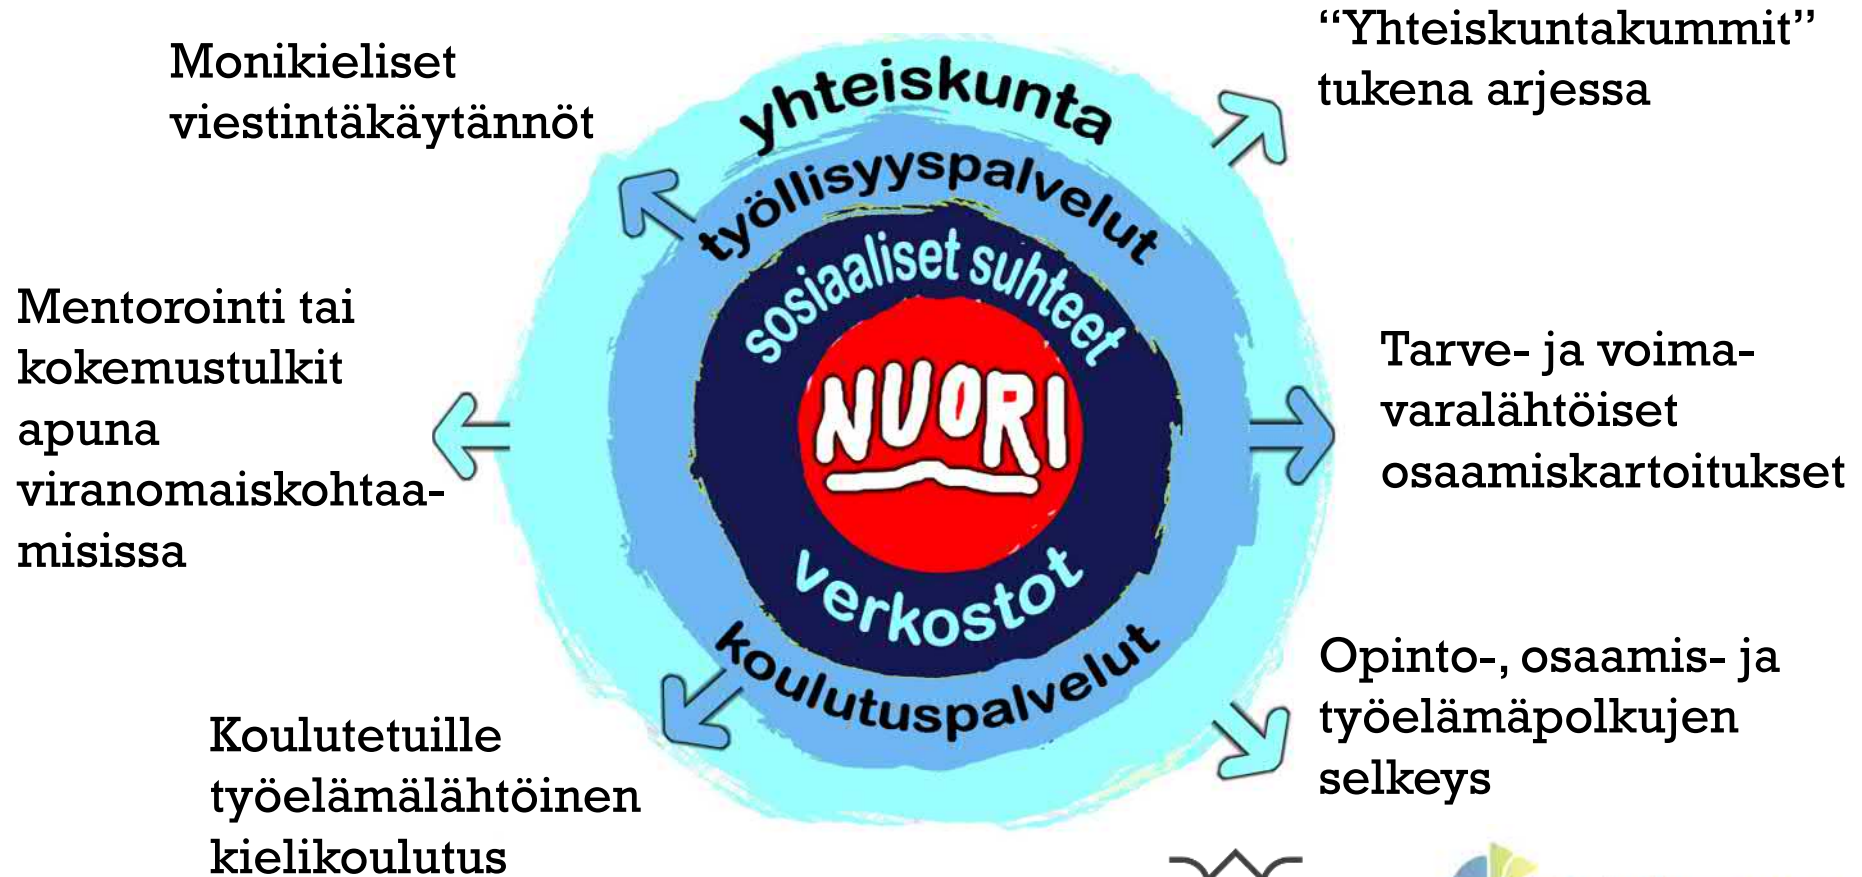 Monikieliset
viestintäkäytännöt
“Yhteiskuntakummit”
tukena arjessa
Mentorointi tai
kokemustulkit
apuna
viranomaiskohtaa-
misissa
yhteiskunta
työllisyyspalvelut
sosiaaliset suhteet
NUORI
verkostot
koulutuspalvelut
Tarve- ja voima-
varalähtöiset
osaamiskartoitukset
Koulutetuille
työelämälähtöinen
kielikoulutus
Opinto-, osaamis- ja
työelämäpolkujen
selkeys